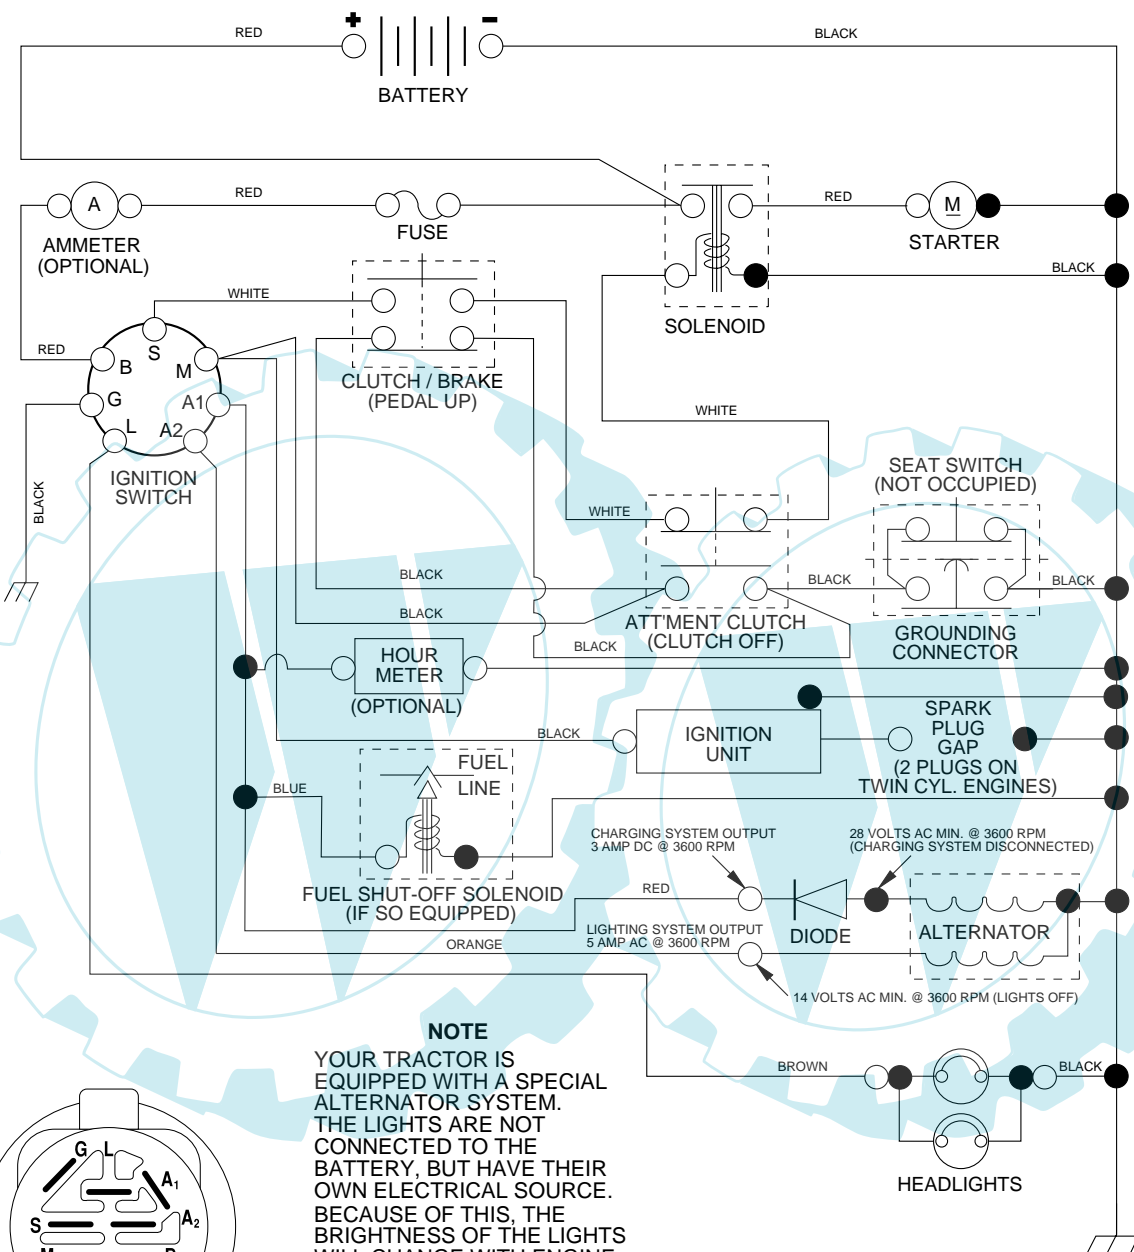 RED
+
-
BLACK
BATTERY
A
RED
AMMETER
(OPTIONAL)
FUSE
RED
M
STARTER
BLACK
SOLENOID
WHITE
RED
S
B
M
G
A1
L
A2
IGNITION
SWITCH
BLACK
CLUTCH / BRAKE
(PEDAL UP)
WHITE
SEAT SWITCH
(NOT OCCUPIED)
WHITE
BLACK
BLACK
BLACK
BLACK
ATT'MENT CLUTCH
(CLUTCH OFF)
GROUNDING
CONNECTOR
BLACK
HOUR
METER
(OPTIONAL)
BLACK
IGNITION
UNIT
SPARK
PLUG
GAP
(2 PLUGS ON
TWIN CYL. ENGINES)
FUEL
LINE
BLUE
FUEL SHUT-OFF SOLENOID
(IF SO EQUIPPED)
CHARGING SYSTEM OUTPUT
3 AMP DC @ 3600 RPM
28 VOLTS AC MIN. @ 3600 RPM
(CHARGING SYSTEM DISCONNECTED)
RED
DIODE
ALTERNATOR
ORANGE
LIGHTING SYSTEM OUTPUT
5 AMP AC @ 3600 RPM
14 VOLTS AC MIN. @ 3600 RPM (LIGHTS OFF)
BROWN
BLACK
HEADLIGHTS
NOTE
YOUR TRACTOR IS
EQUIPPED WITH A SPECIAL
ALTERNATOR SYSTEM.
THE LIGHTS ARE NOT
CONNECTED TO THE
BATTERY, BUT HAVE THEIR
OWN ELECTRICAL SOURCE.
BECAUSE OF THIS, THE
BRIGHTNESS OF THE LIGHTS
WILL CHANGE WITH ENGINE
G L
A1
S
A2
M
B